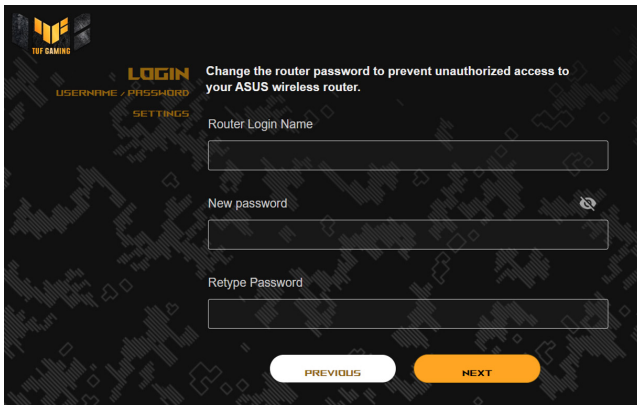 TUF GAMING
LOGIN
USERNAME / PASSWORD
SETTINGS
Change the router password to prevent unauthorized access to
your ASUS wireless router.
Router Login Name
New password
Retype Password
PREVIOUS
NEXT